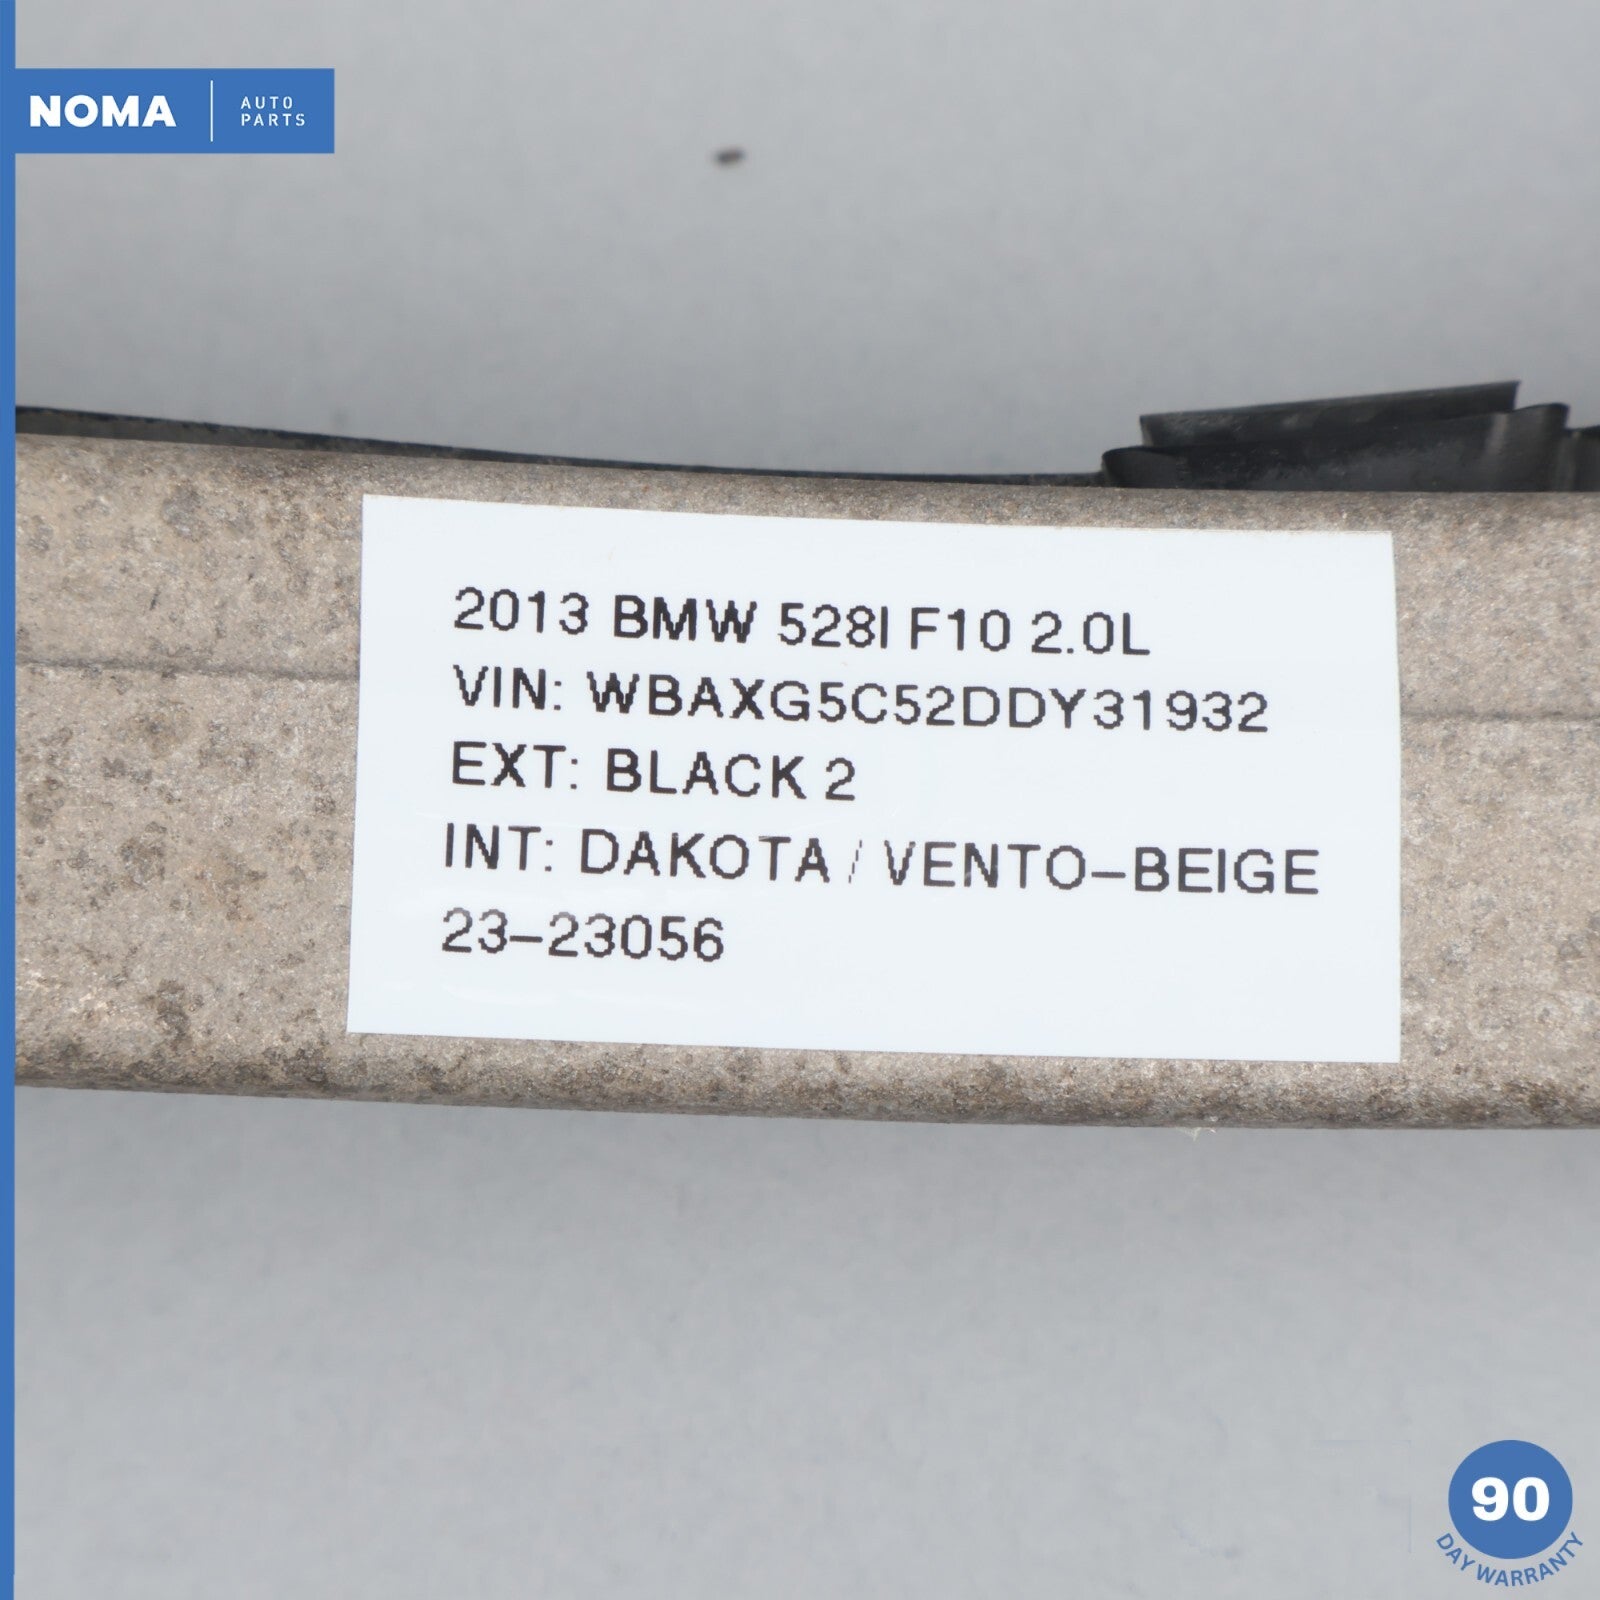 NOMA
AUTO
PARTS
2013 BMW 528I F10 2.0L
VIN: WBAXG5C52DDY31932
EXT: BLACK 2
INT: DAKOTA / VENTO-BEIGE
23-23056
90
DAY WARRANTY